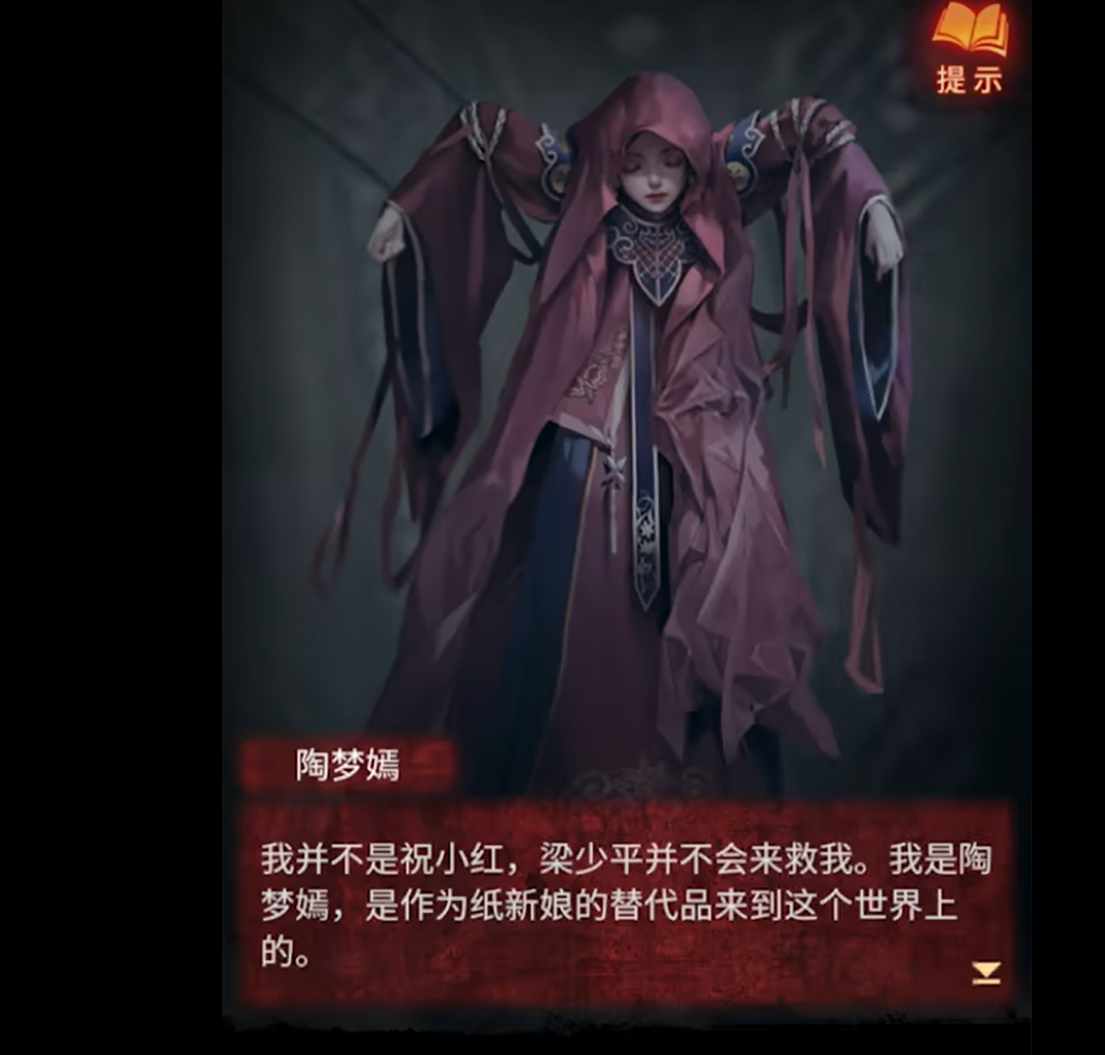 提示
陶梦嫣
我并不是祝小红，梁少平并不会来救我。我是陶
梦嫣，是作为纸新娘的替代品来到这个世界上
的。